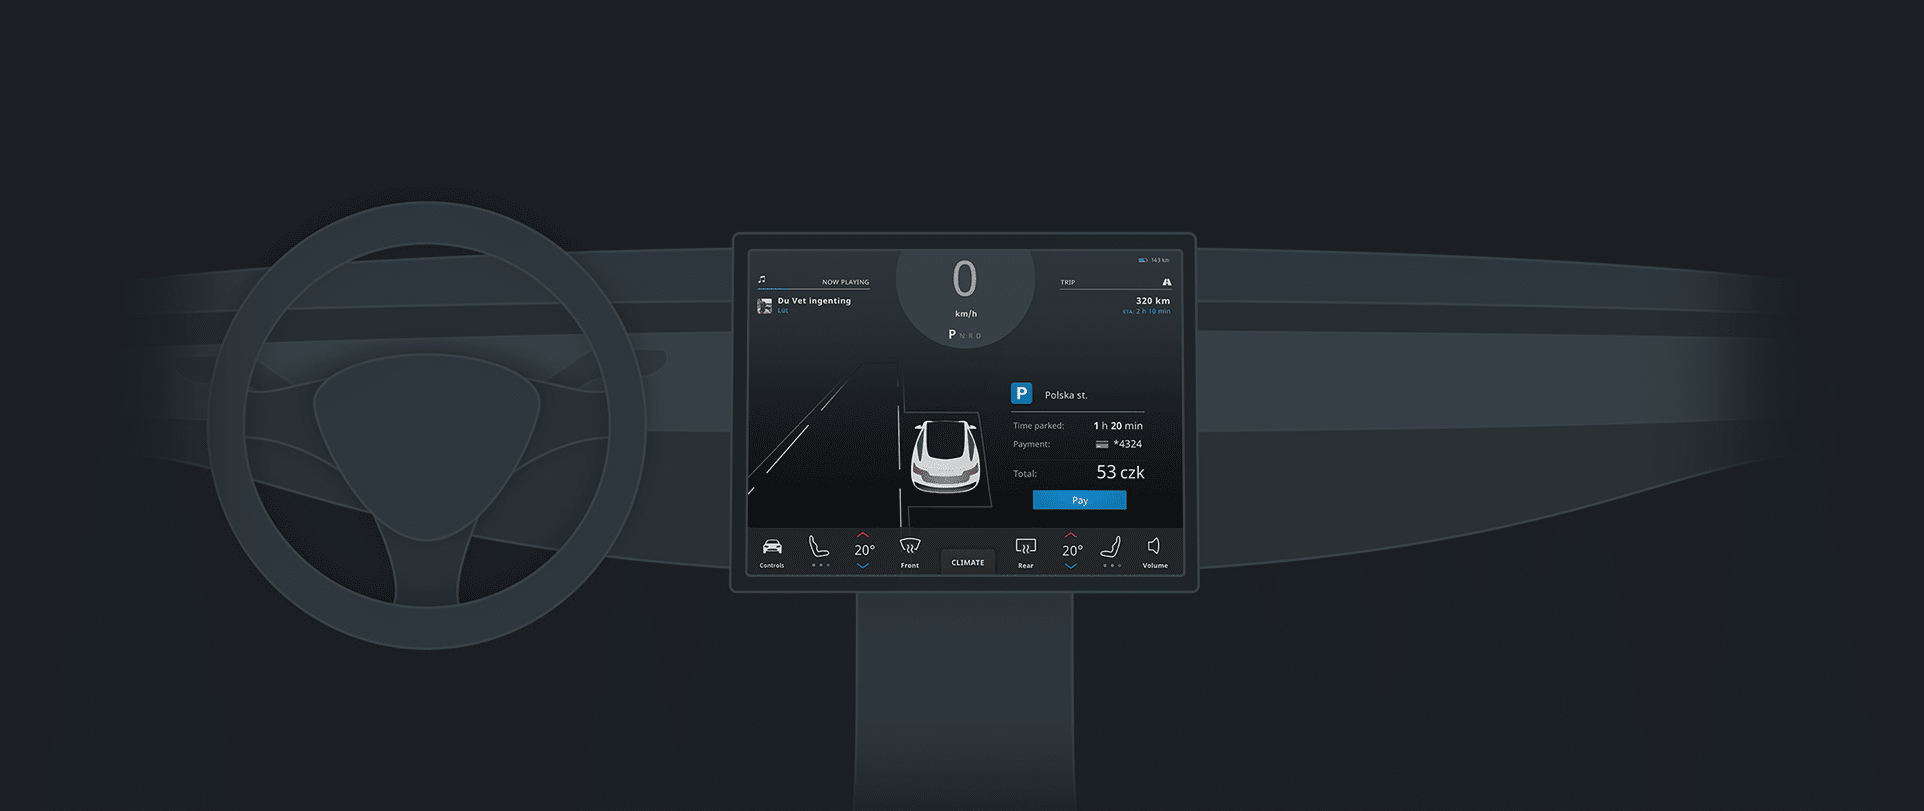 143 km
0
km/h
P N R D
NOW PLAYING
Du Vet ingenting
Lüt
TRIP
320 km
ETA: 2 h 10 min
P Polska st.
Time parked: 1 h 20 min
Payment: *4324
Total: 53 czk
Pay
20° 20°
Controls Front CLIMATE Rear Volume